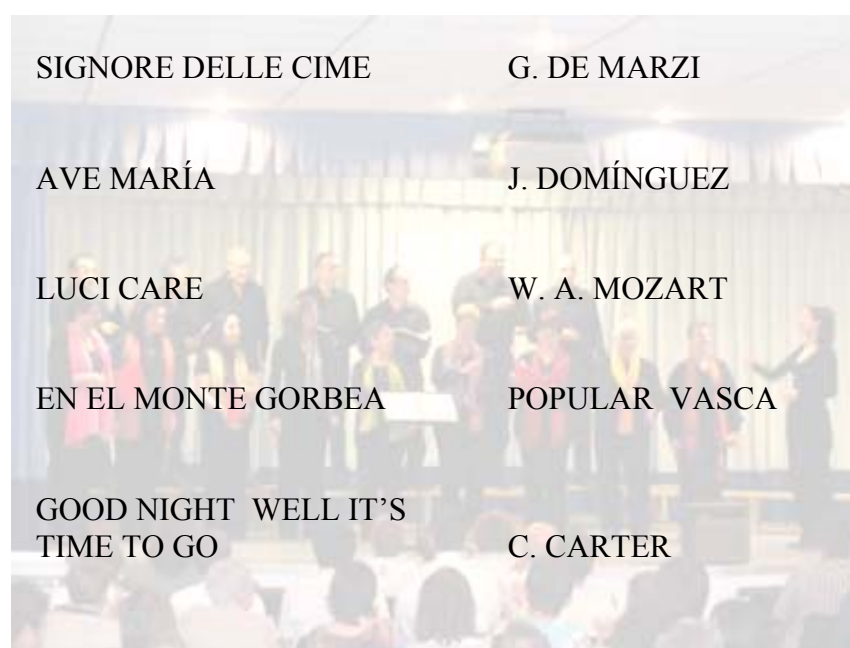 SIGNORE DELLE CIME G. DE MARZI
AVE MARÍA J. DOMÍNGUEZ
LUCI CARE W. A. MOZART
EN EL MONTE GORBEA POPULAR VASCA
GOOD NIGHT WELL IT'S
TIME TO GO C. CARTER